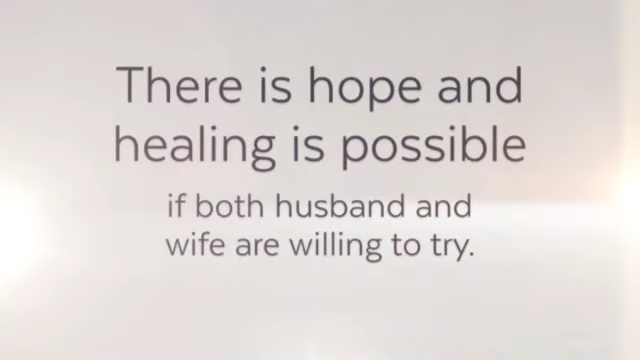 There is hope and
healing is possible
if both husband and
wife are willing to try.